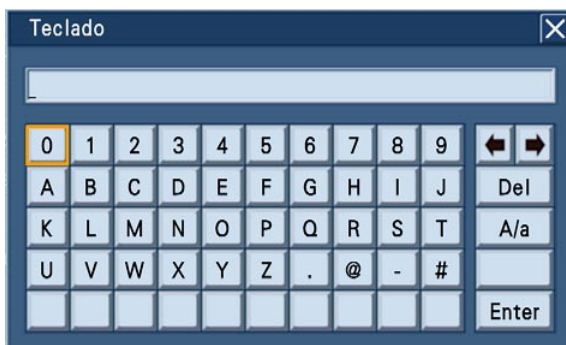 Teclado
_
0 1 2 3 4 5 6 7 8 9
A B C D E F G H I J Del
K L M N O P Q R S T A/a
U V W X Y Z . @ - #
Enter